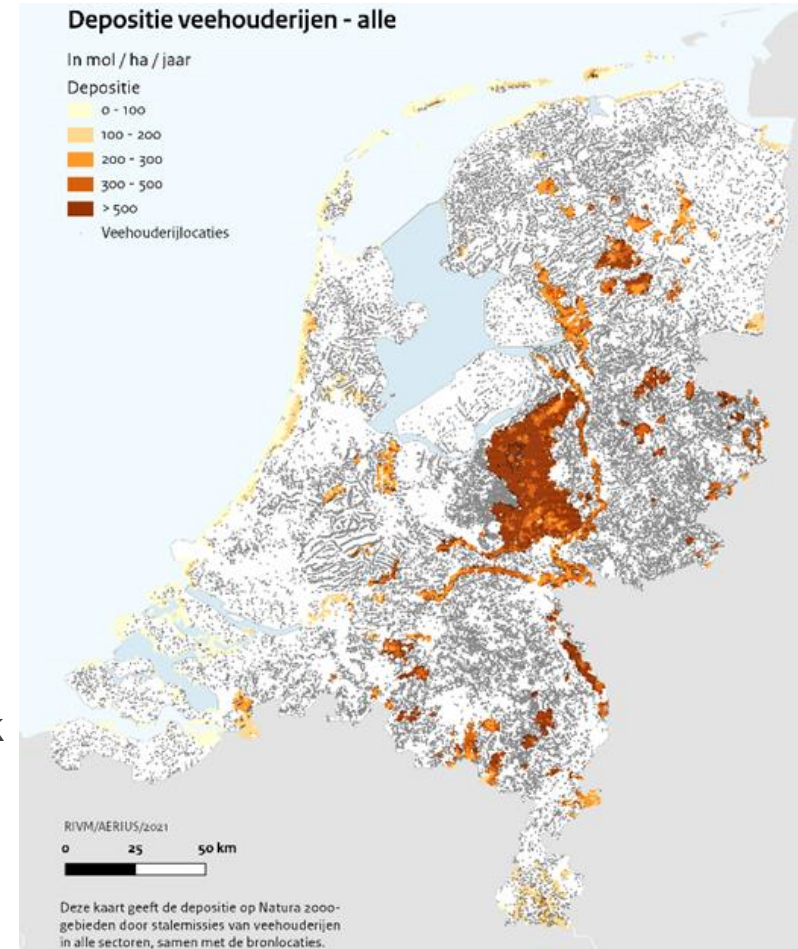 Depositie veehouderijen - alle
In mol / ha / jaar
Depositie
0 - 100
100 - 200
200 - 300
300 - 500
> 500
Veehouderijlocaties
K
RIVM/AERIUS/2021
0 25 50 km
Deze kaart geeft de depositie op Natura 2000-
gebieden door stalemissies van veehouderijen
in alle sectoren, samen met de bronlocaties.